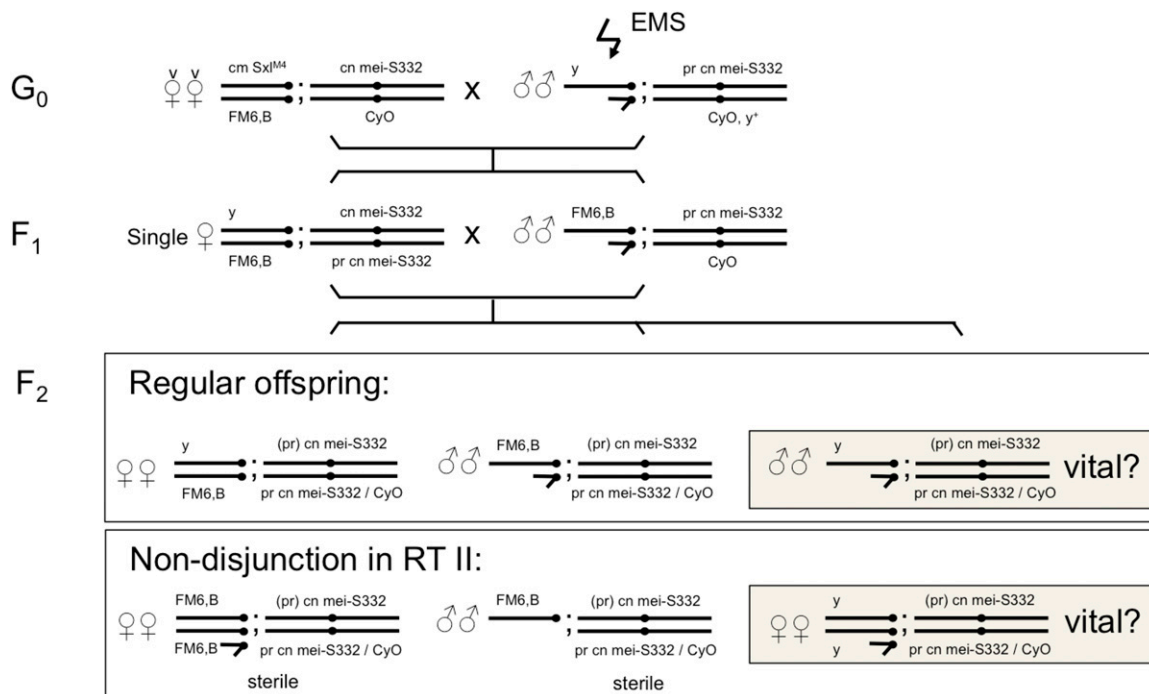 EMS
v v cm Sxl^M4 cn mei-S332 y pr cn mei-S332
G0 ♀♀ ; x ♂♂ ;
FM6,B CyO CyO, y+
y cn mei-S332 FM6,B pr cn mei-S332
F1 Single ♀ ; x ♂♂ ;
FM6,B pr cn mei-S332 CyO
F2 Regular offspring:
y (pr) cn mei-S332 FM6,B (pr) cn mei-S332 y (pr) cn mei-S332
♀♀ ; ♂♂ ; ♂♂ ; vital?
FM6,B pr cn mei-S332 / CyO pr cn mei-S332 / CyO pr cn mei-S332 / CyO
Non-disjunction in RT II:
FM6,B (pr) cn mei-S332 FM6,B (pr) cn mei-S332 y (pr) cn mei-S332
♀♀ ; ♂♂ ; ♀♀ ; vital?
FM6,B pr cn mei-S332 / CyO pr cn mei-S332 / CyO y pr cn mei-S332 / CyO
sterile sterile